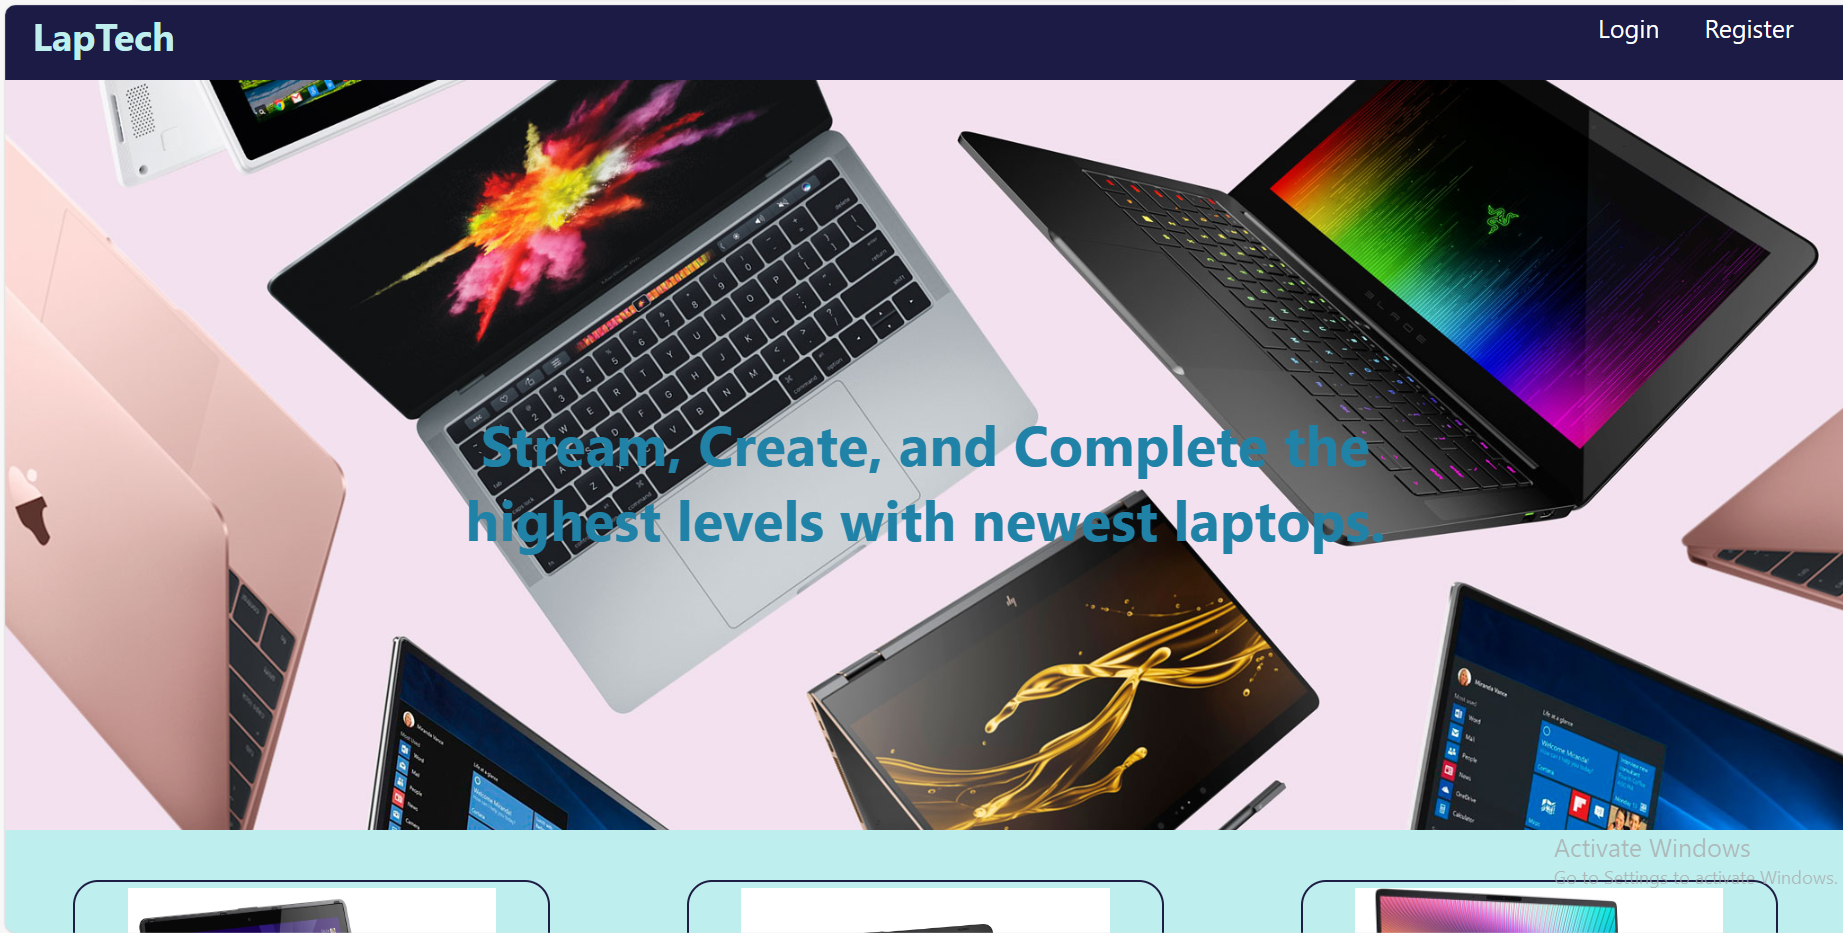 LapTech
Login
Register
Stream, Create, and Complete the
highest levels with newest laptops.
Activate Windows
Go to Settings to activate Windows.